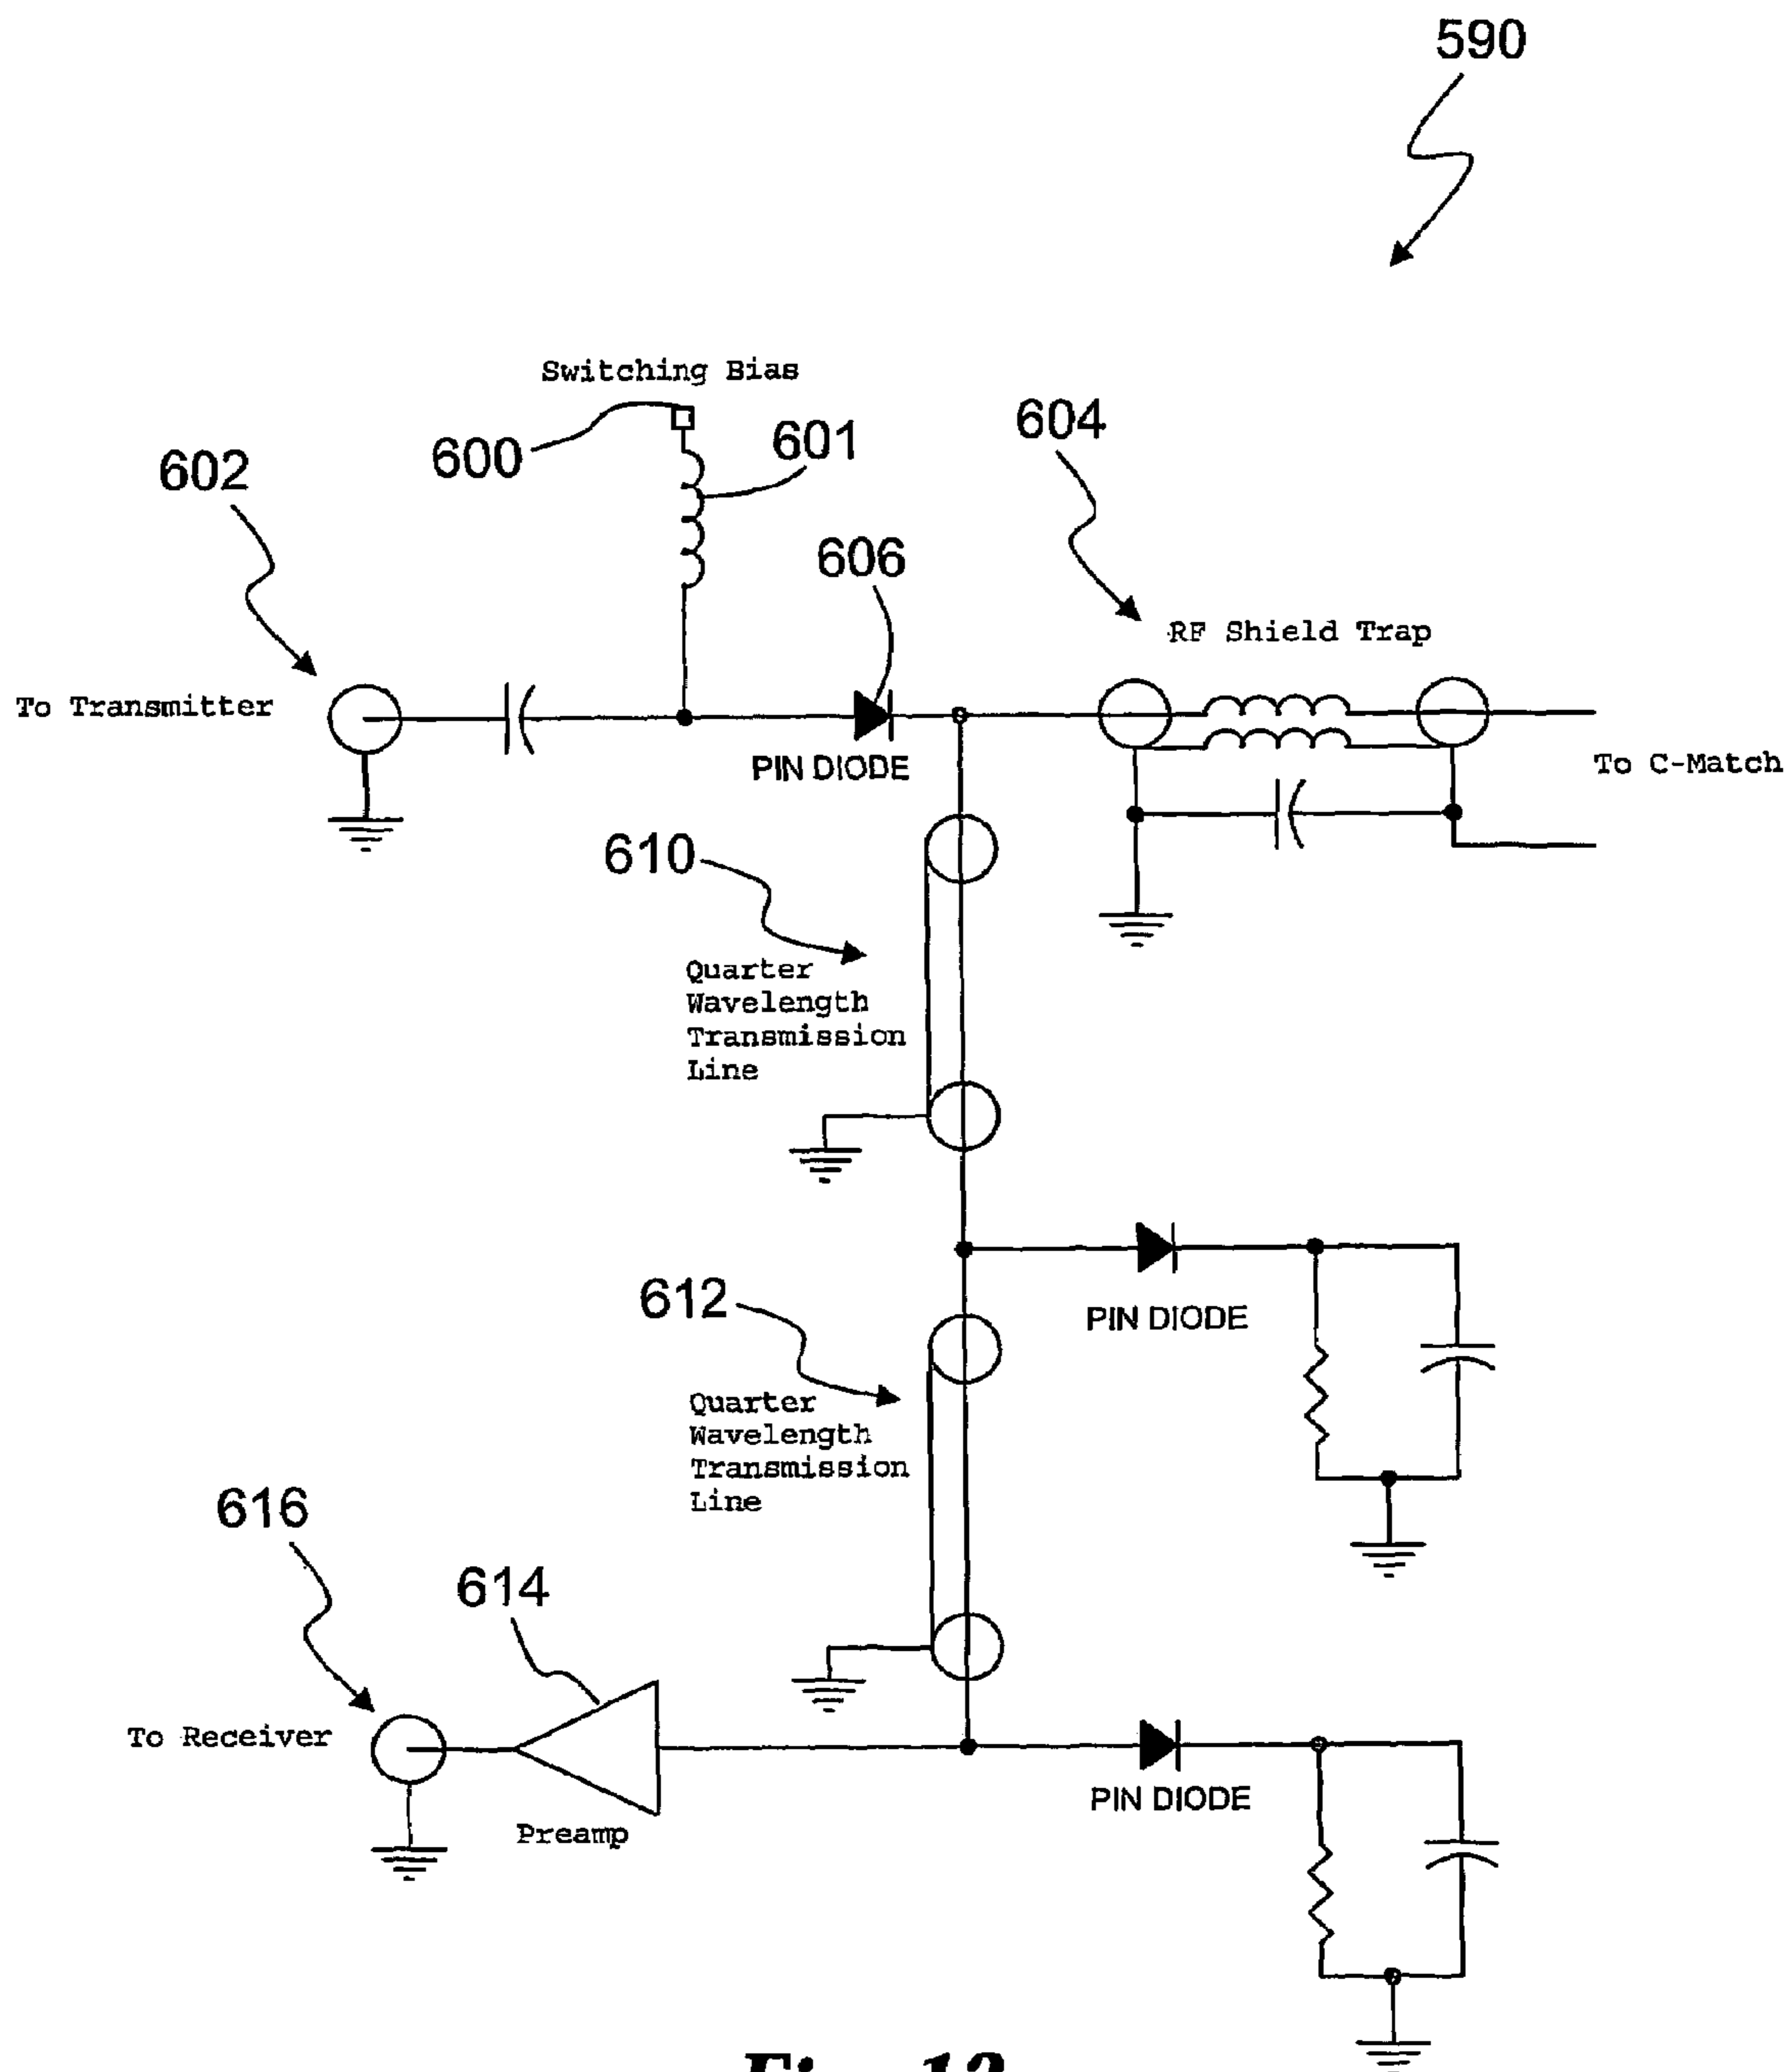 590
Switching Bias
600
601
602
604
606
RF Shield Trap
To Transmitter
PIN DIODE
To C-Match
610
Quarter
Wavelength
Transmission
Line
612
PIN DIODE
Quarter
Wavelength
Transmission
Line
616
614
To Receiver
PIN DIODE
Preamp